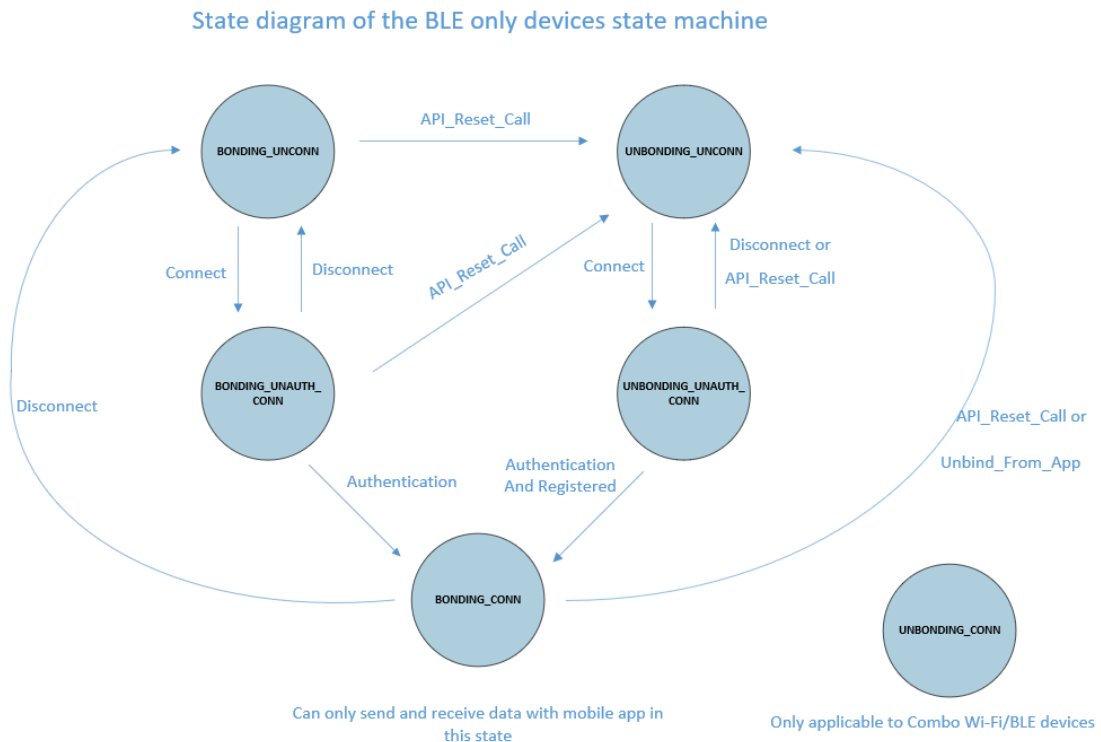 State diagram of the BLE only devices state machine
API_Reset_Call
BONDING_UNCONN
UNBONDING_UNCONN
API_Reset_Call
Connect
Disconnect
Connect
Disconnect or
API_Reset_Call
BONDING_UNAUTH_
CONN
UNBONDING_UNAUTH_
CONN
Disconnect
API_Reset_Call or
Unbind_From_App
Authentication
Authentication
And Registered
BONDING_CONN
UNBONDING_CONN
Can only send and receive data with mobile app in
this state
Only applicable to Combo Wi-Fi/BLE devices